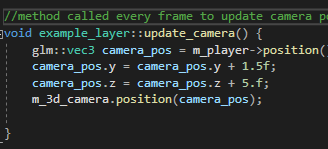 //method called every frame to update camera po
void example_layer::update_camera() {
glm::vec3 camera_pos = m_player->position()
camera_pos.y = camera_pos.y + 1.5f;
camera_pos.z = camera_pos.z + 5.f;
m_3d_camera.position(camera_pos);
}